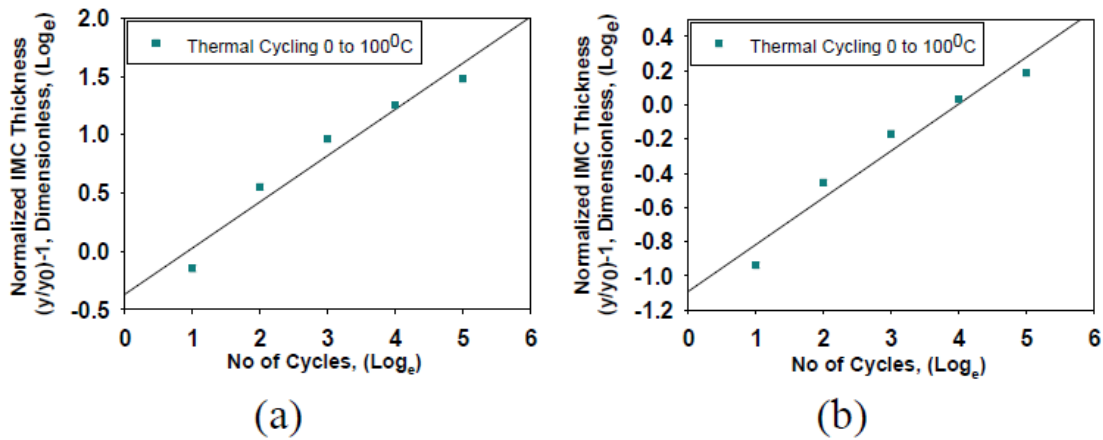 Normalized IMC Thickness
(y/y0)-1, Dimensionless, (Loge)
2.0
1.5
1.0
0.5
0.0
-0.5
Thermal Cycling 0 to 100⁰C
0 1 2 3 4 5 6
No of Cycles, (Loge)
(a)
Normalized IMC Thickness
(y/y0)-1, Dimensionless, (Loge)
0.4
0.2
0.0
-0.2
-0.4
-0.6
-0.8
-1.0
-1.2
Thermal Cycling 0 to 100⁰C
0 1 2 3 4 5 6
No of Cycles, (Loge)
(b)